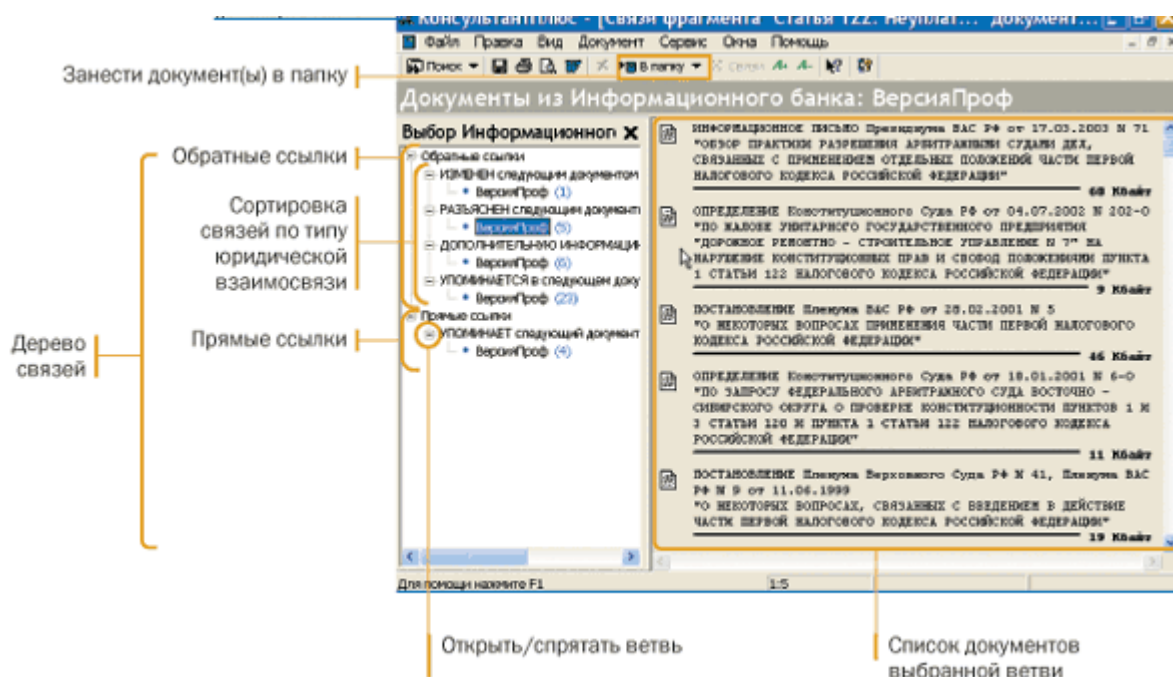 КонсультантПлюс - [Связи фрагмента "Статья 122. Неуплат... документ...
Файл Правка Вид Документ Сервис Окна Помощь
Поиск В папку Связи А+ А-
Занести документ(ы) в папку
Документы из Информационного банка: ВерсияПроф
Выбор Информационног
Обратные ссылки
ИЗМЕНЕН следующим документом
ВерсияПроф (1)
РАЗЪЯСНЕН следующим документ
ВерсияПроф (5)
ДОПОЛНИТЕЛЬНУЮ ИНФОРМАЦИ
ВерсияПроф (6)
УПОМИНАЕТСЯ в следующем доку
ВерсияПроф (23)
Прямые ссылки
УПОМИНАЕТ следующий документ
ВерсияПроф (4)
ИНФОРМАЦИОННОЕ ПИСЬМО Президиума ВАС РФ от 17.03.2003 N 71
"ОБЗОР ПРАКТИКИ РАЗРЕШЕНИЯ АРБИТРАЖНЫМИ СУДАМИ ДЕЛ,
СВЯЗАННЫХ С ПРИМЕНЕНИЕМ ОТДЕЛЬНЫХ ПОЛОЖЕНИЙ ЧАСТИ ПЕРВОЙ
НАЛОГОВОГО КОДЕКСА РОССИЙСКОЙ ФЕДЕРАЦИИ"
60 Кбайт
ОПРЕДЕЛЕНИЕ Конституционного Суда РФ от 04.07.2002 N 202-О
"ПО ЖАЛОБЕ УНИТАРНОГО ГОСУДАРСТВЕННОГО ПРЕДПРИЯТИЯ
"ДОРОЖНОЕ РЕМОНТНО - СТРОИТЕЛЬНОЕ УПРАВЛЕНИЕ N 7" НА
НАРУШЕНИЕ КОНСТИТУЦИОННЫХ ПРАВ И СВОБОД ПОЛОЖЕНИЯМИ ПУНКТА
1 СТАТЬИ 122 НАЛОГОВОГО КОДЕКСА РОССИЙСКОЙ ФЕДЕРАЦИИ"
9 Кбайт
ПОСТАНОВЛЕНИЕ Пленума ВАС РФ от 28.02.2001 N 5
"О НЕКОТОРЫХ ВОПРОСАХ ПРИМЕНЕНИЯ ЧАСТИ ПЕРВОЙ НАЛОГОВОГО
КОДЕКСА РОССИЙСКОЙ ФЕДЕРАЦИИ"
46 Кбайт
ОПРЕДЕЛЕНИЕ Конституционного Суда РФ от 18.01.2001 N 6-О
"ПО ЗАПРОСУ ФЕДЕРАЛЬНОГО АРБИТРАЖНОГО СУДА ВОСТОЧНО -
СИБИРСКОГО ОКРУГА О ПРОВЕРКЕ КОНСТИТУЦИОННОСТИ ПУНКТОВ 1 И
3 СТАТЬИ 120 И ПУНКТА 1 СТАТЬИ 122 НАЛОГОВОГО КОДЕКСА
РОССИЙСКОЙ ФЕДЕРАЦИИ"
11 Кбайт
ПОСТАНОВЛЕНИЕ Пленума Верховного Суда РФ N 41, Пленума ВАС
РФ N 9 от 11.06.1999
"О НЕКОТОРЫХ ВОПРОСАХ, СВЯЗАННЫХ С ВВЕДЕНИЕМ В ДЕЙСТВИЕ
ЧАСТИ ПЕРВОЙ НАЛОГОВОГО КОДЕКСА РОССИЙСКОЙ ФЕДЕРАЦИИ"
19 Кбайт
Для помощи нажмите F1 1:5
Обратные ссылки
Сортировка
связей по типу
юридической
взаимосвязи
Прямые ссылки
Дерево
связей
Открыть/спрятать ветвь
Список документов
выбранной ветви